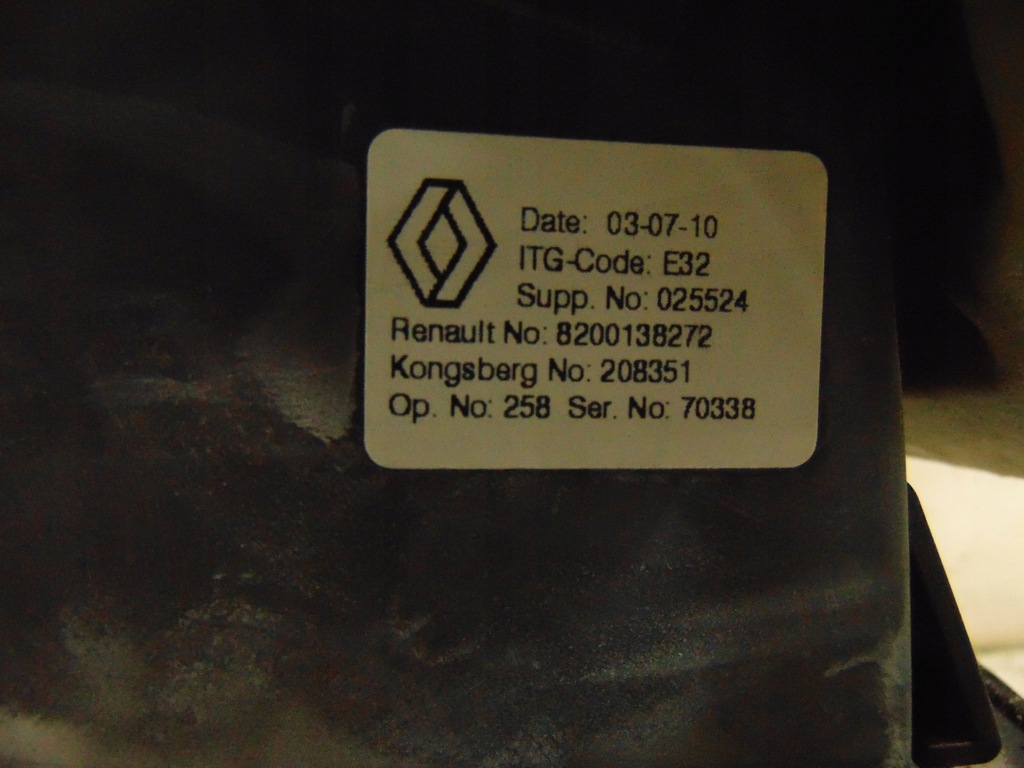 Date: 03-07-10
ITG-Code: E32
Supp. No: 025524
Renault No: 8200138272
Kongsberg No: 208351
Op. No: 258 Ser. No: 70338